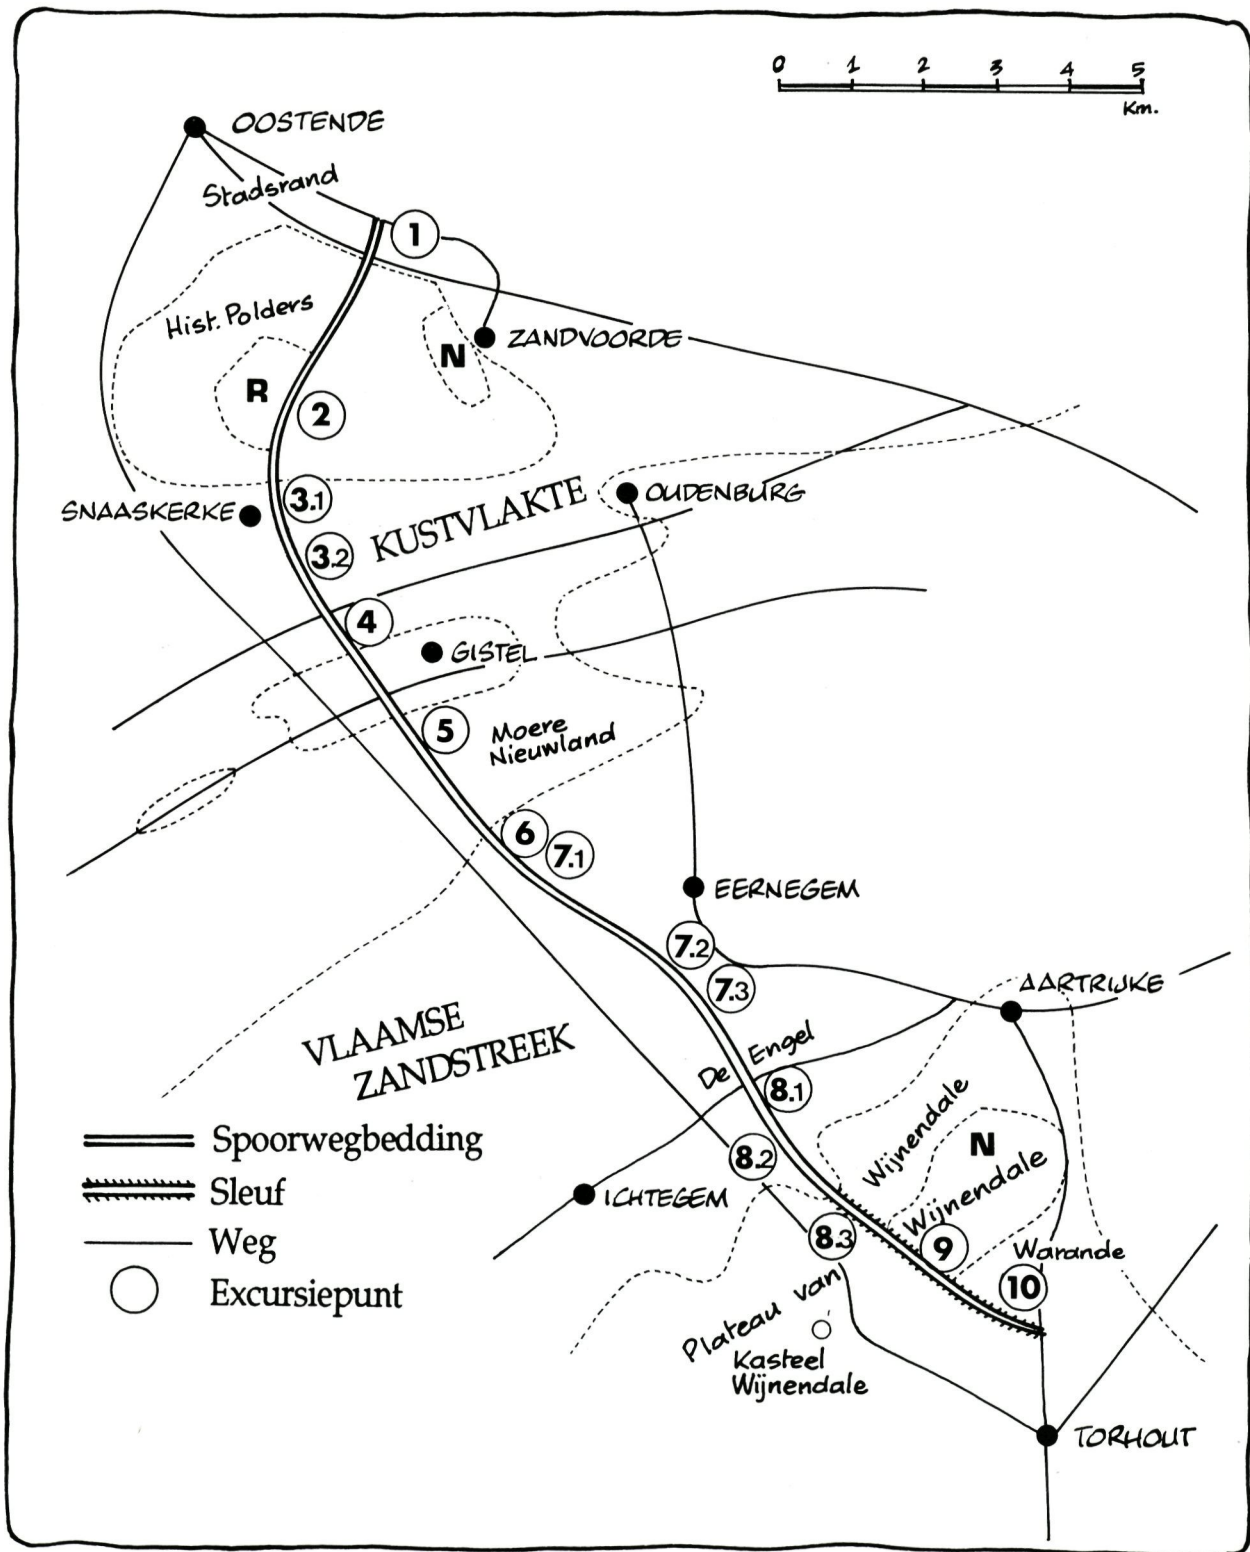 0 1 2 3 4 5
Km.
OOSTENDE
Stadsrand
1
Hist. Polders
N
ZANDVOORDE
R
2
SNAASKERKE
3.1
KUSTVLAKTE
OUDENBURG
3.2
4
GISTEL
5
Moere
Nieuwland
6
7.1
EERNEGEM
7.2
7.3
AARTRIJKE
VLAAMSE
ZANDSTREEK
De Engel
8.1
Wijnendale
N
Wijnendale
8.2
ICHTEGEM
8.3
9
Warande
10
Plateau van
Kasteel
Wijnendale
TORHOUT
Spoorwegbedding
Sleuf
Weg
Excursiepunt